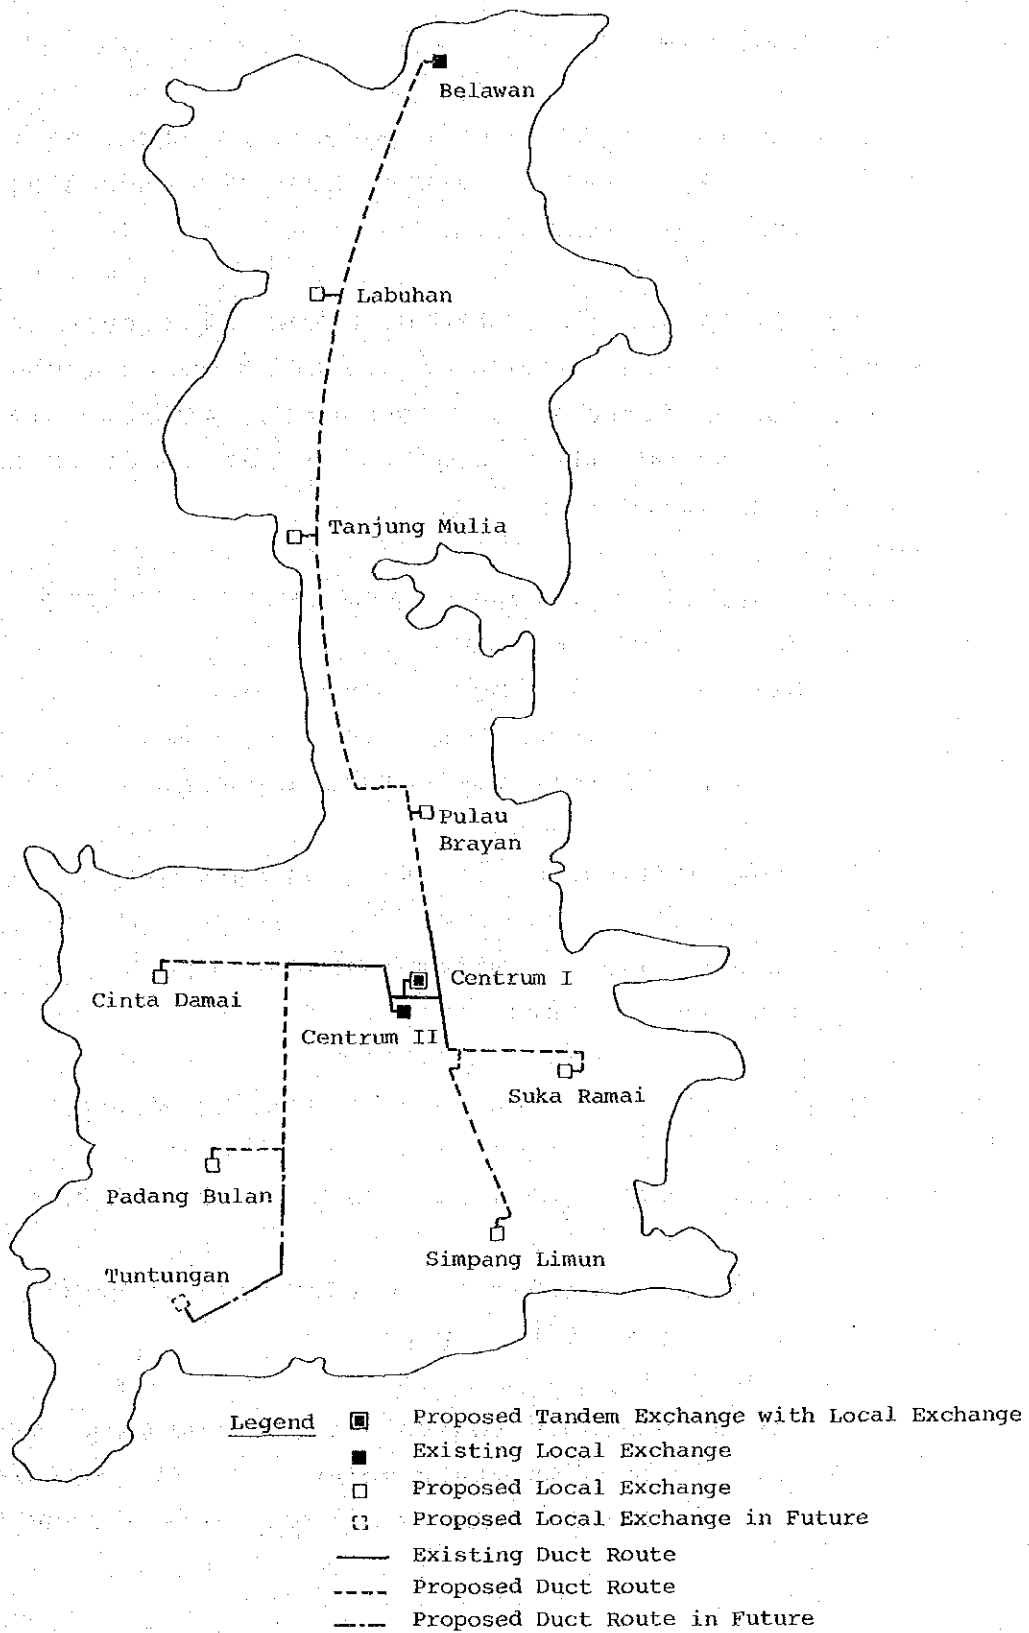 Belawan
Labuhan
Tanjung Mulia
Pulau
Brayan
Centrum I
Cinta Damai
Centrum II
Suka Ramai
Padang Bulan
Simpang Limun
Tuntungan
Legend
Proposed Tandem Exchange with Local Exchange
Existing Local Exchange
Proposed Local Exchange
Proposed Local Exchange in Future
Existing Duct Route
Proposed Duct Route
Proposed Duct Route in Future